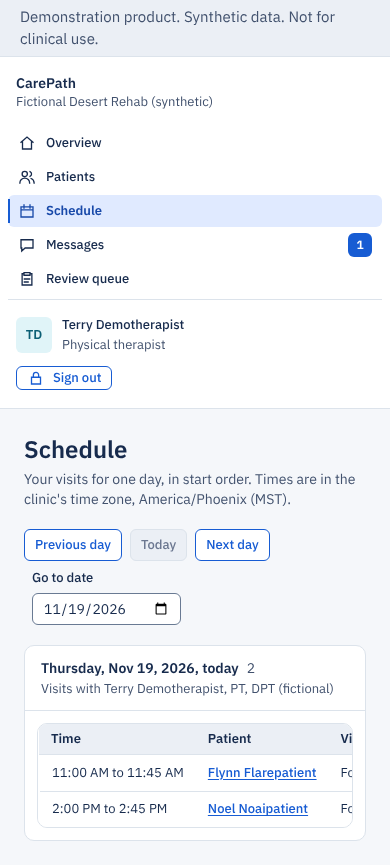 Demonstration product. Synthetic data. Not for
clinical use.
CarePath
Fictional Desert Rehab (synthetic)
Overview
Patients
Schedule
Messages 1
Review queue
TD Terry Demotherapist
Physical therapist
Sign out
Schedule
Your visits for one day, in start order. Times are in the
clinic's time zone, America/Phoenix (MST).
Previous day Today Next day
Go to date
11/19/2026
Thursday, Nov 19, 2026, today 2
Visits with Terry Demotherapist, PT, DPT (fictional)
Time Patient
11:00 AM to 11:45 AM Flynn Flarepatient
2:00 PM to 2:45 PM Noel Noaipatient